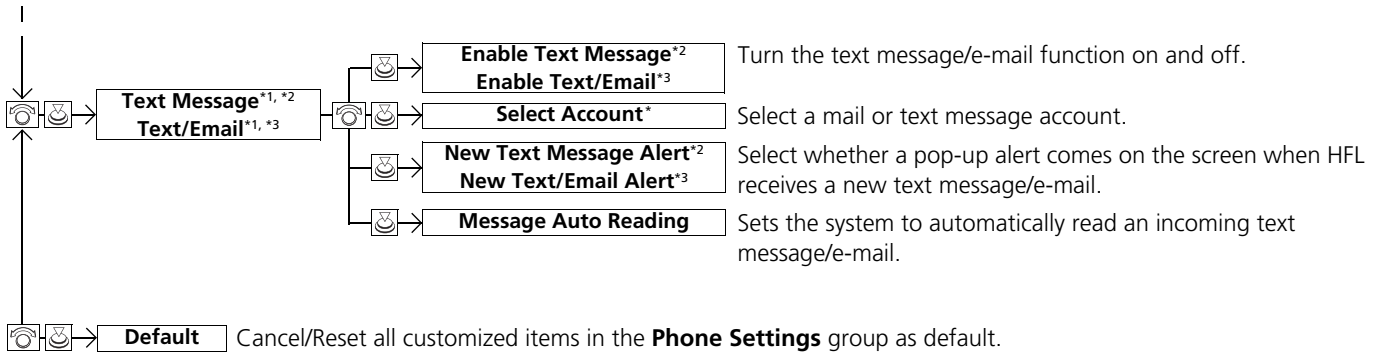 Text Message*1, *2
Text/Email*1, *3
Enable Text Message*2
Enable Text/Email*3
Turn the text message/e-mail function on and off.
Select Account*
Select a mail or text message account.
New Text Message Alert*2
New Text/Email Alert*3
Select whether a pop-up alert comes on the screen when HFL
receives a new text message/e-mail.
Message Auto Reading
Sets the system to automatically read an incoming text
message/e-mail.
Default
Cancel/Reset all customized items in the Phone Settings group as default.